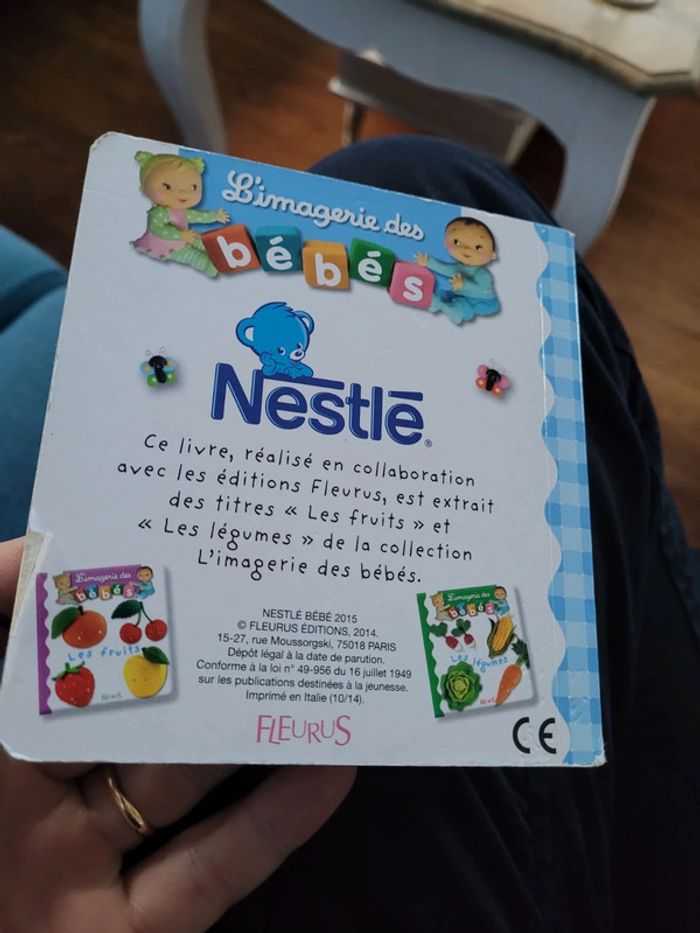 L'imagerie des
bébés
Nestlē®
Ce livre, réalisé en collaboration
avec les éditions Fleurus, est extrait
des titres « Les fruits » et
« Les légumes » de la collection
L'imagerie des bébés.
L'imagerie des
bébés
Les fruits
L'imagerie des
bébés
Les légumes
NESTLÉ BÉBÉ 2015
© FLEURUS ÉDITIONS, 2014.
15-27, rue Moussorgski, 75018 PARIS
Dépôt légal à la date de parution.
Conforme à la loi n° 49-956 du 16 juillet 1949
sur les publications destinées à la jeunesse.
Imprimé en Italie (10/14).
FLEURUS
CE